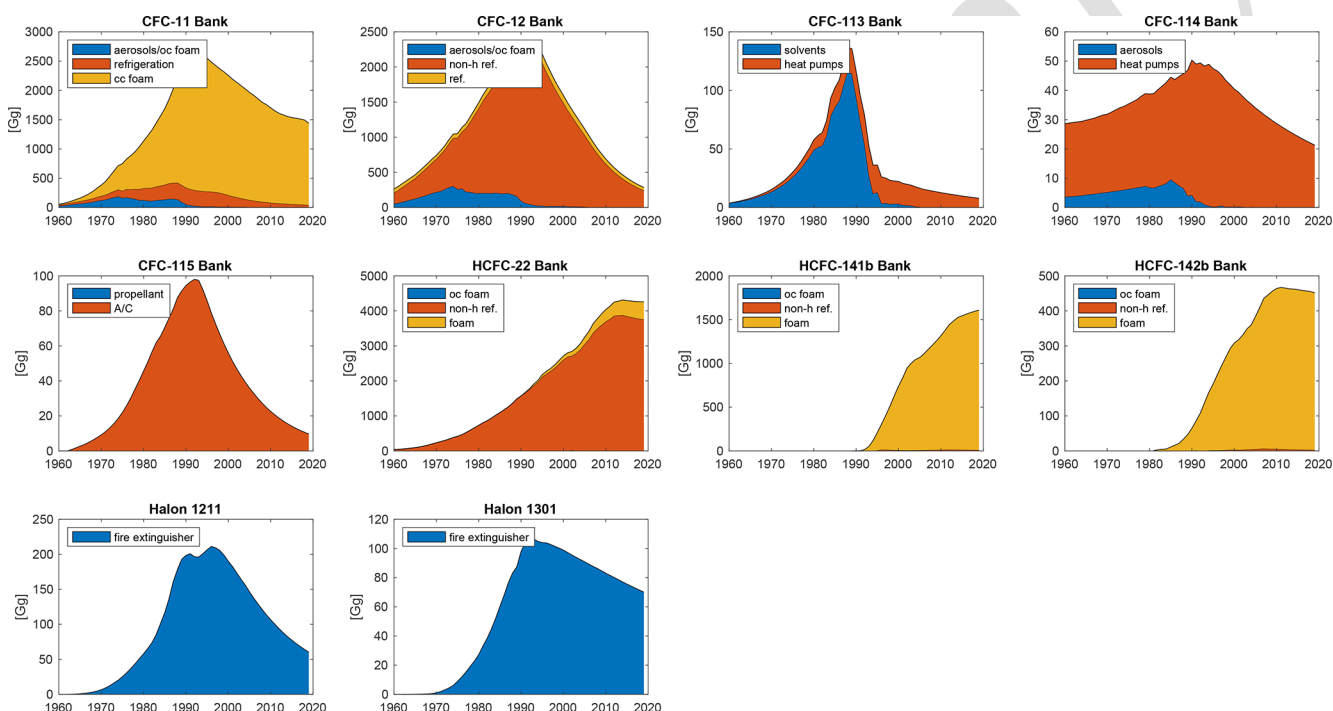 CFC-11 Bank
3000
2500
2000
1500
1000
500
0
[Gg]
aerosols/oc foam
refrigeration
cc foam
1960 1970 1980 1990 2000 2010 2020
CFC-12 Bank
2500
2000
1500
1000
500
0
[Gg]
aerosols/oc foam
non-h ref.
ref.
1960 1970 1980 1990 2000 2010 2020
CFC-113 Bank
150
100
50
0
[Gg]
solvents
heat pumps
1960 1970 1980 1990 2000 2010 2020
CFC-114 Bank
60
50
40
30
20
10
0
[Gg]
aerosols
heat pumps
1960 1970 1980 1990 2000 2010 2020
CFC-115 Bank
100
80
60
40
20
0
[Gg]
propellant
A/C
1960 1970 1980 1990 2000 2010 2020
HCFC-22 Bank
5000
4000
3000
2000
1000
0
[Gg]
oc foam
non-h ref.
foam
1960 1970 1980 1990 2000 2010 2020
HCFC-141b Bank
2000
1500
1000
500
0
[Gg]
oc foam
non-h ref.
foam
1960 1970 1980 1990 2000 2010 2020
HCFC-142b Bank
500
400
300
200
100
0
[Gg]
oc foam
non-h ref.
foam
1960 1970 1980 1990 2000 2010 2020
Halon 1211
250
200
150
100
50
0
[Gg]
fire extinguisher
1960 1970 1980 1990 2000 2010 2020
Halon 1301
120
100
80
60
40
20
0
[Gg]
fire extinguisher
1960 1970 1980 1990 2000 2010 2020